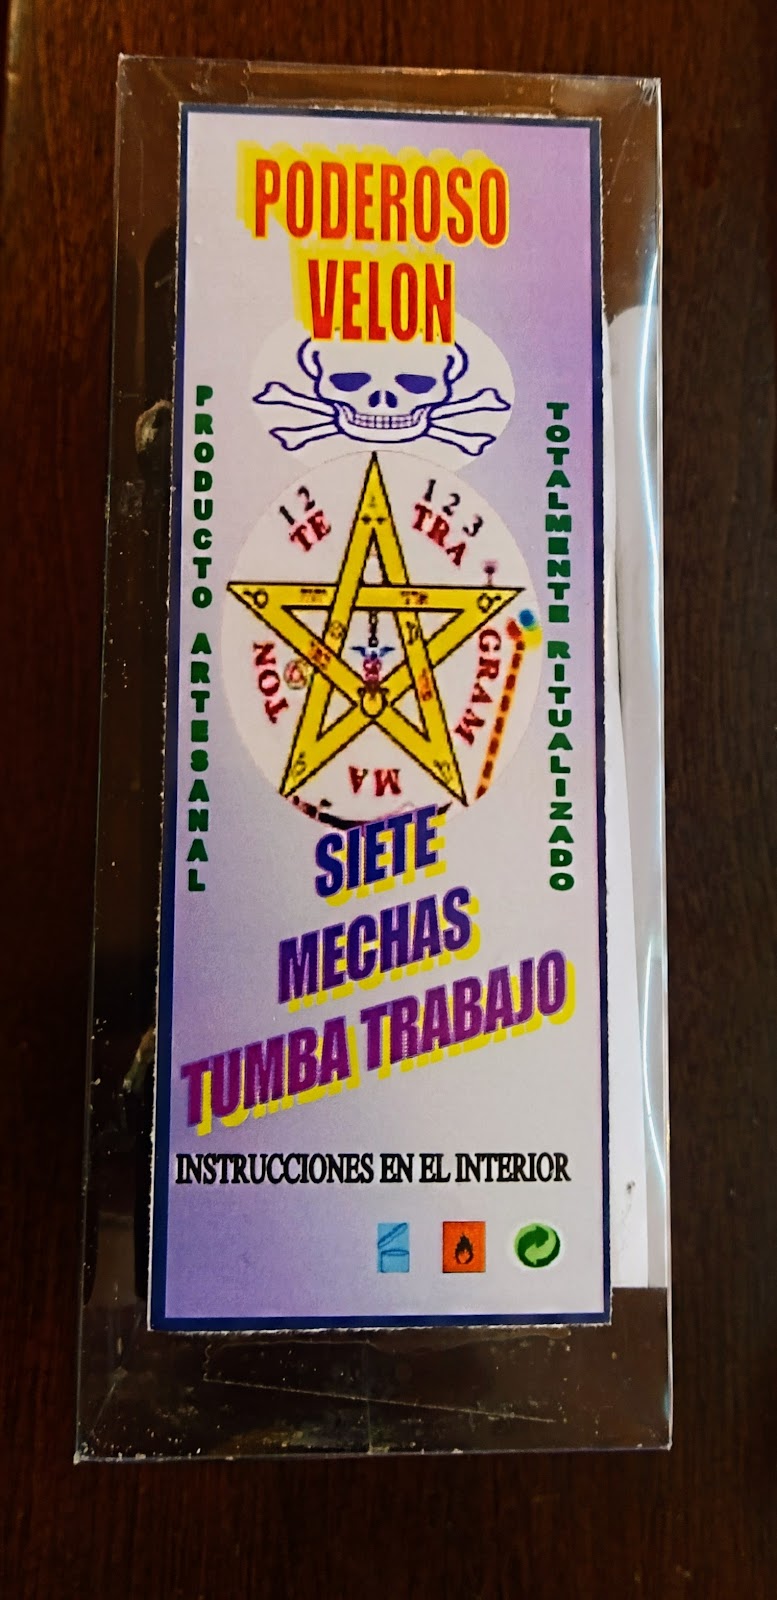 PODEROSO
VELON
PRODUCTO ARTESANAL
TOTALMENTE RITUALIZADO
1 2
TE
1 2 3
TRA
GRAM
MA
TON
SIETE
MECHAS
TUMBA TRABAJO
INSTRUCCIONES EN EL INTERIOR